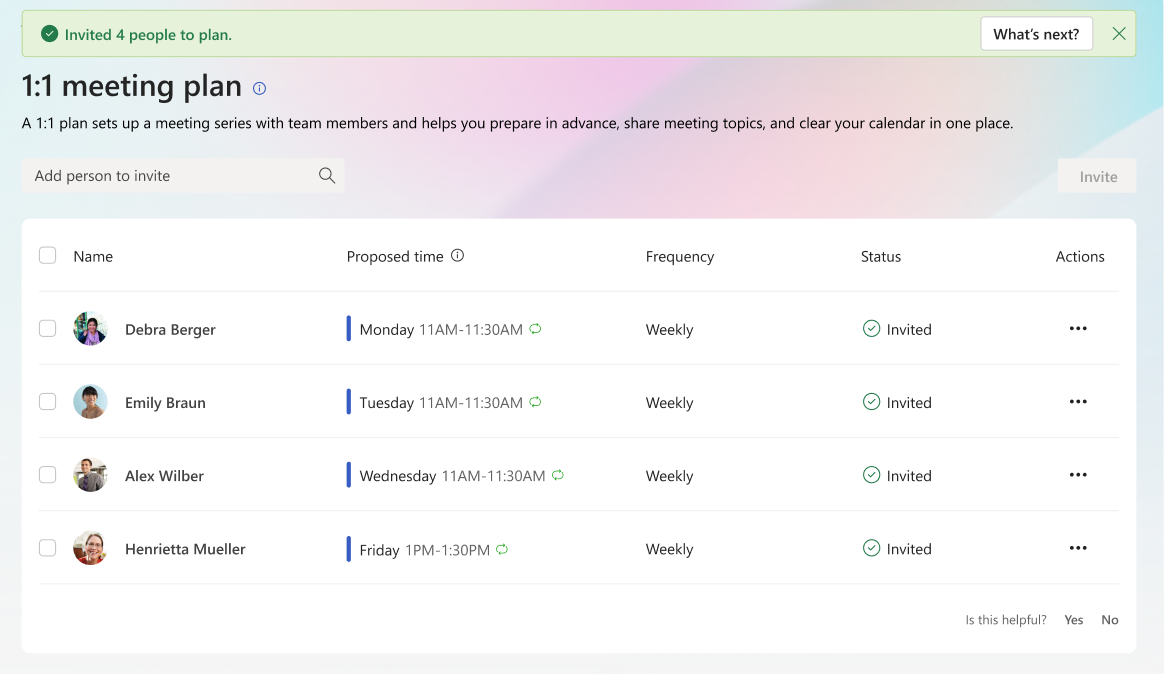 Invited 4 people to plan.
What's next?
1:1 meeting plan
A 1:1 plan sets up a meeting series with team members and helps you prepare in advance, share meeting topics, and clear your calendar in one place.
Add person to invite
Invite
Name Proposed time Frequency Status Actions
Debra Berger Monday 11AM-11:30AM Weekly Invited
Emily Braun Tuesday 11AM-11:30AM Weekly Invited
Alex Wilber Wednesday 11AM-11:30AM Weekly Invited
Henrietta Mueller Friday 1PM-1:30PM Weekly Invited
Is this helpful? Yes No